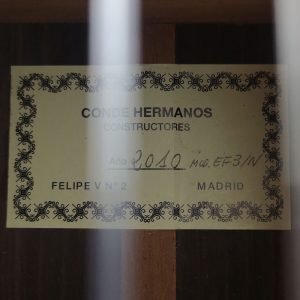 CONDE HERMANOS
CONSTRUCTORES
Año 2010 MOD. EF3/N
FELIPE V Nº 2 MADRID